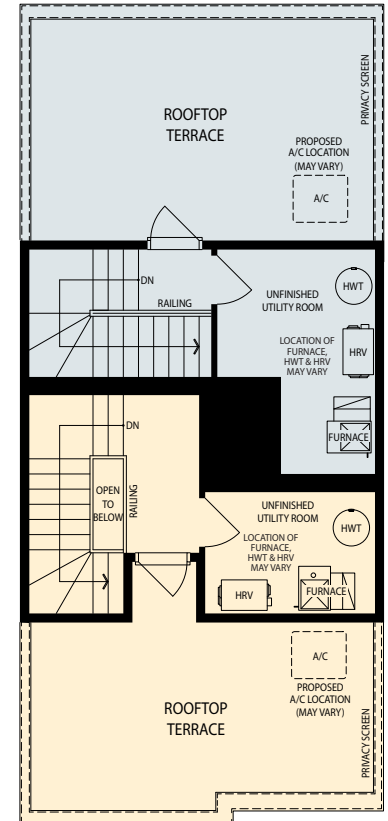 ROOFTOP
TERRACE
PRIVACY SCREEN
PROPOSED
A/C LOCATION
(MAY VARY)
A/C
DN
RAILING
UNFINISHED
UTILITY ROOM
HWT
LOCATION OF
FURNACE,
HWT & HRV
MAY VARY
HRV
FURNACE
DN
OPEN
TO
BELOW
RAILING
UNFINISHED
UTILITY ROOM
HWT
LOCATION OF
FURNACE,
HWT & HRV
MAY VARY
HRV
FURNACE
A/C
PROPOSED
A/C LOCATION
(MAY VARY)
ROOFTOP
TERRACE
PRIVACY SCREEN